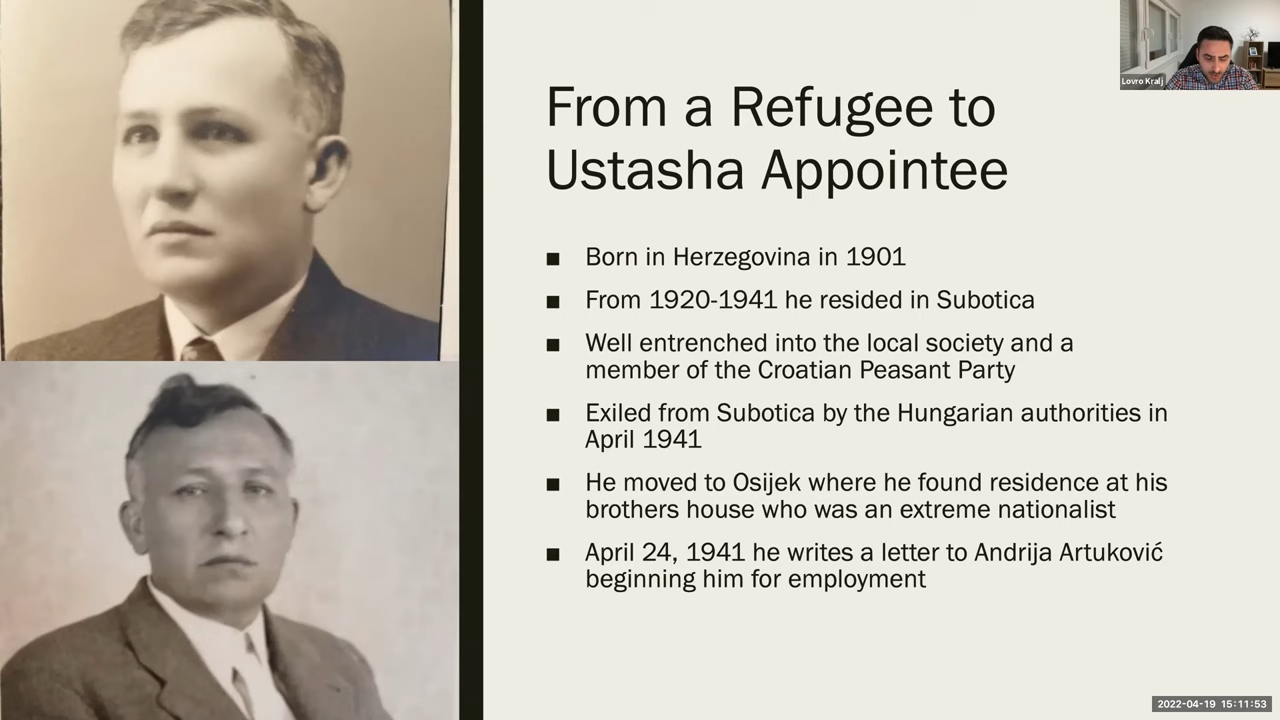 Lovro Kralj
From a Refugee to
Ustasha Appointee
■ Born in Herzegovina in 1901
■ From 1920-1941 he resided in Subotica
■ Well entrenched into the local society and a
member of the Croatian Peasant Party
■ Exiled from Subotica by the Hungarian authorities in
April 1941
■ He moved to Osijek where he found residence at his
brothers house who was an extreme nationalist
■ April 24, 1941 he writes a letter to Andrija Artuković
beginning him for employment
2022-04-19 15:11:53